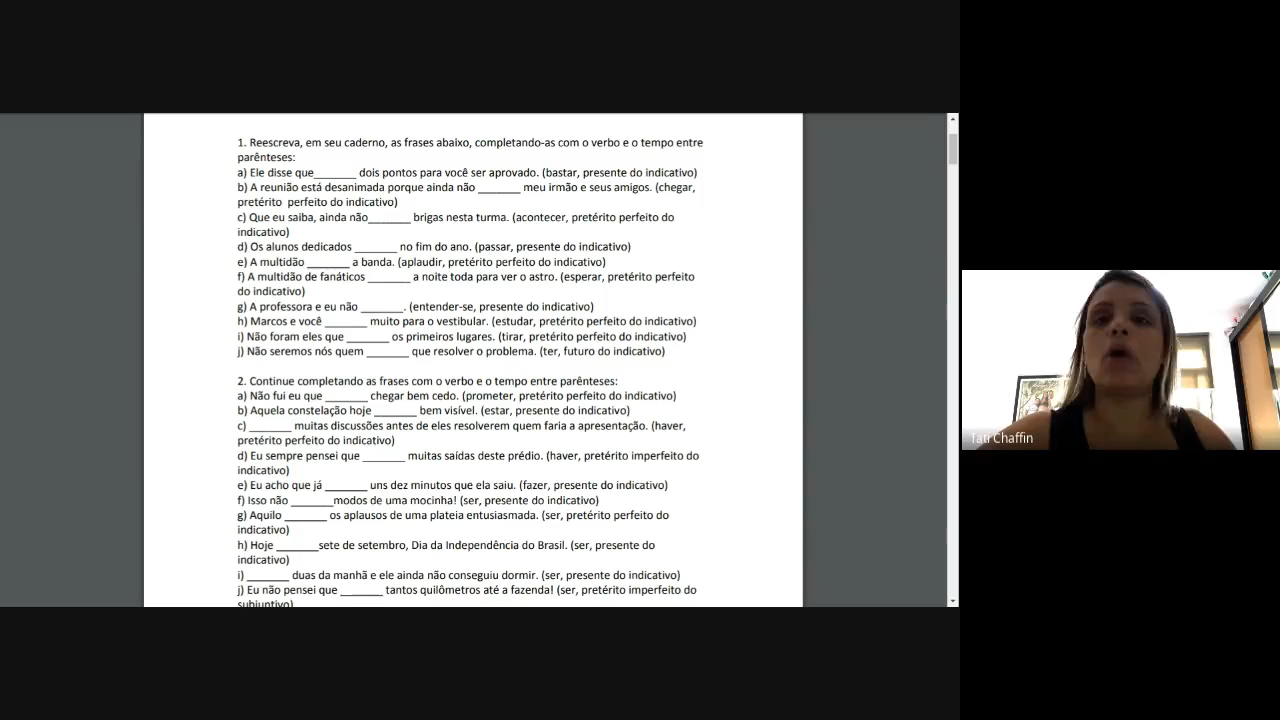 1. Reescreva, em seu caderno, as frases abaixo, completando-as com o verbo e o tempo entre
parênteses:
a) Ele disse que_______ dois pontos para você ser aprovado. (bastar, presente do indicativo)
b) A reunião está desanimada porque ainda não _______ meu irmão e seus amigos. (chegar,
pretérito  perfeito do indicativo)
c) Que eu saiba, ainda não_______ brigas nesta turma. (acontecer, pretérito perfeito do
indicativo)
d) Os alunos dedicados _______ no fim do ano. (passar, presente do indicativo)
e) A multidão _______ a banda. (aplaudir, pretérito perfeito do indicativo)
f) A multidão de fanáticos _______ a noite toda para ver o astro. (esperar, pretérito perfeito
do indicativo)
g) A professora e eu não _______. (entender-se, presente do indicativo)
h) Marcos e você _______ muito para o vestibular. (estudar, pretérito perfeito do indicativo)
i) Não foram eles que _______ os primeiros lugares. (tirar, pretérito perfeito do indicativo)
j) Não seremos nós quem _______ que resolver o problema. (ter, futuro do indicativo)
2. Continue completando as frases com o verbo e o tempo entre parênteses:
a) Não fui eu que _______ chegar bem cedo. (prometer, pretérito perfeito do indicativo)
b) Aquela constelação hoje _______ bem visível. (estar, presente do indicativo)
c) _______ muitas discussões antes de eles resolverem quem faria a apresentação. (haver,
pretérito perfeito do indicativo)
d) Eu sempre pensei que _______ muitas saídas deste prédio. (haver, pretérito imperfeito do
indicativo)
e) Eu acho que já _______ uns dez minutos que ela saiu. (fazer, presente do indicativo)
f) Isso não _______modos de uma mocinha! (ser, presente do indicativo)
g) Aquilo _______ os aplausos de uma plateia entusiasmada. (ser, pretérito perfeito do
indicativo)
h) Hoje _______sete de setembro, Dia da Independência do Brasil. (ser, presente do
indicativo)
i) _______ duas da manhã e ele ainda não conseguiu dormir. (ser, presente do indicativo)
j) Eu não pensei que _______ tantos quilômetros até a fazenda! (ser, pretérito imperfeito do
subjuntivo)
Tati Chaffin